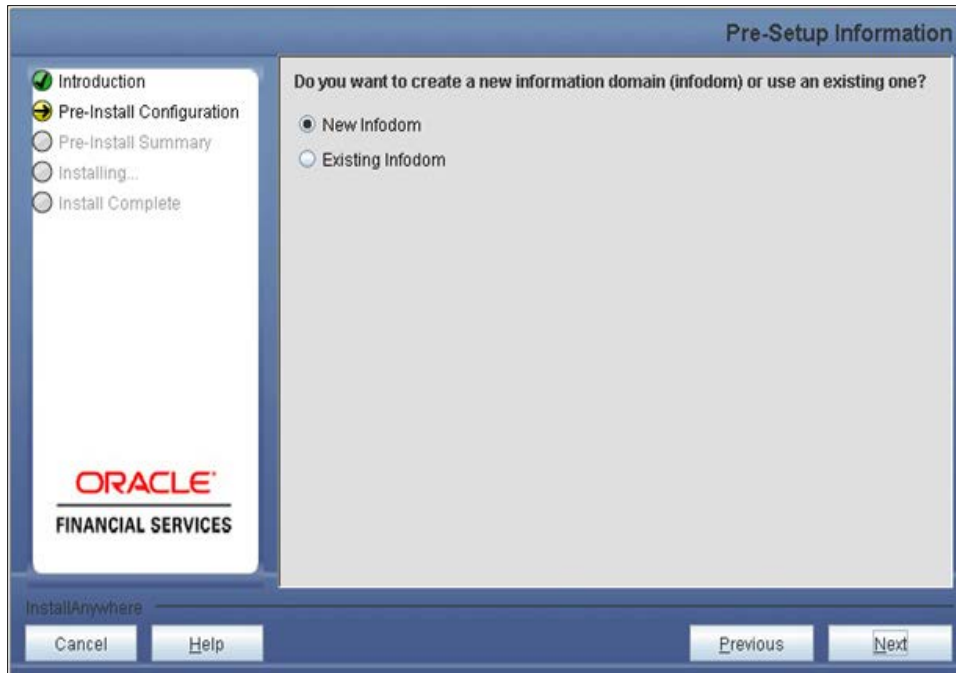 Pre-Setup Information
Introduction
Pre-Install Configuration
Pre-Install Summary
Installing...
Install Complete
Do you want to create a new information domain (infodom) or use an existing one?
New Infodom
Existing Infodom
ORACLE
FINANCIAL SERVICES
InstallAnywhere
Cancel
Help
Previous
Next